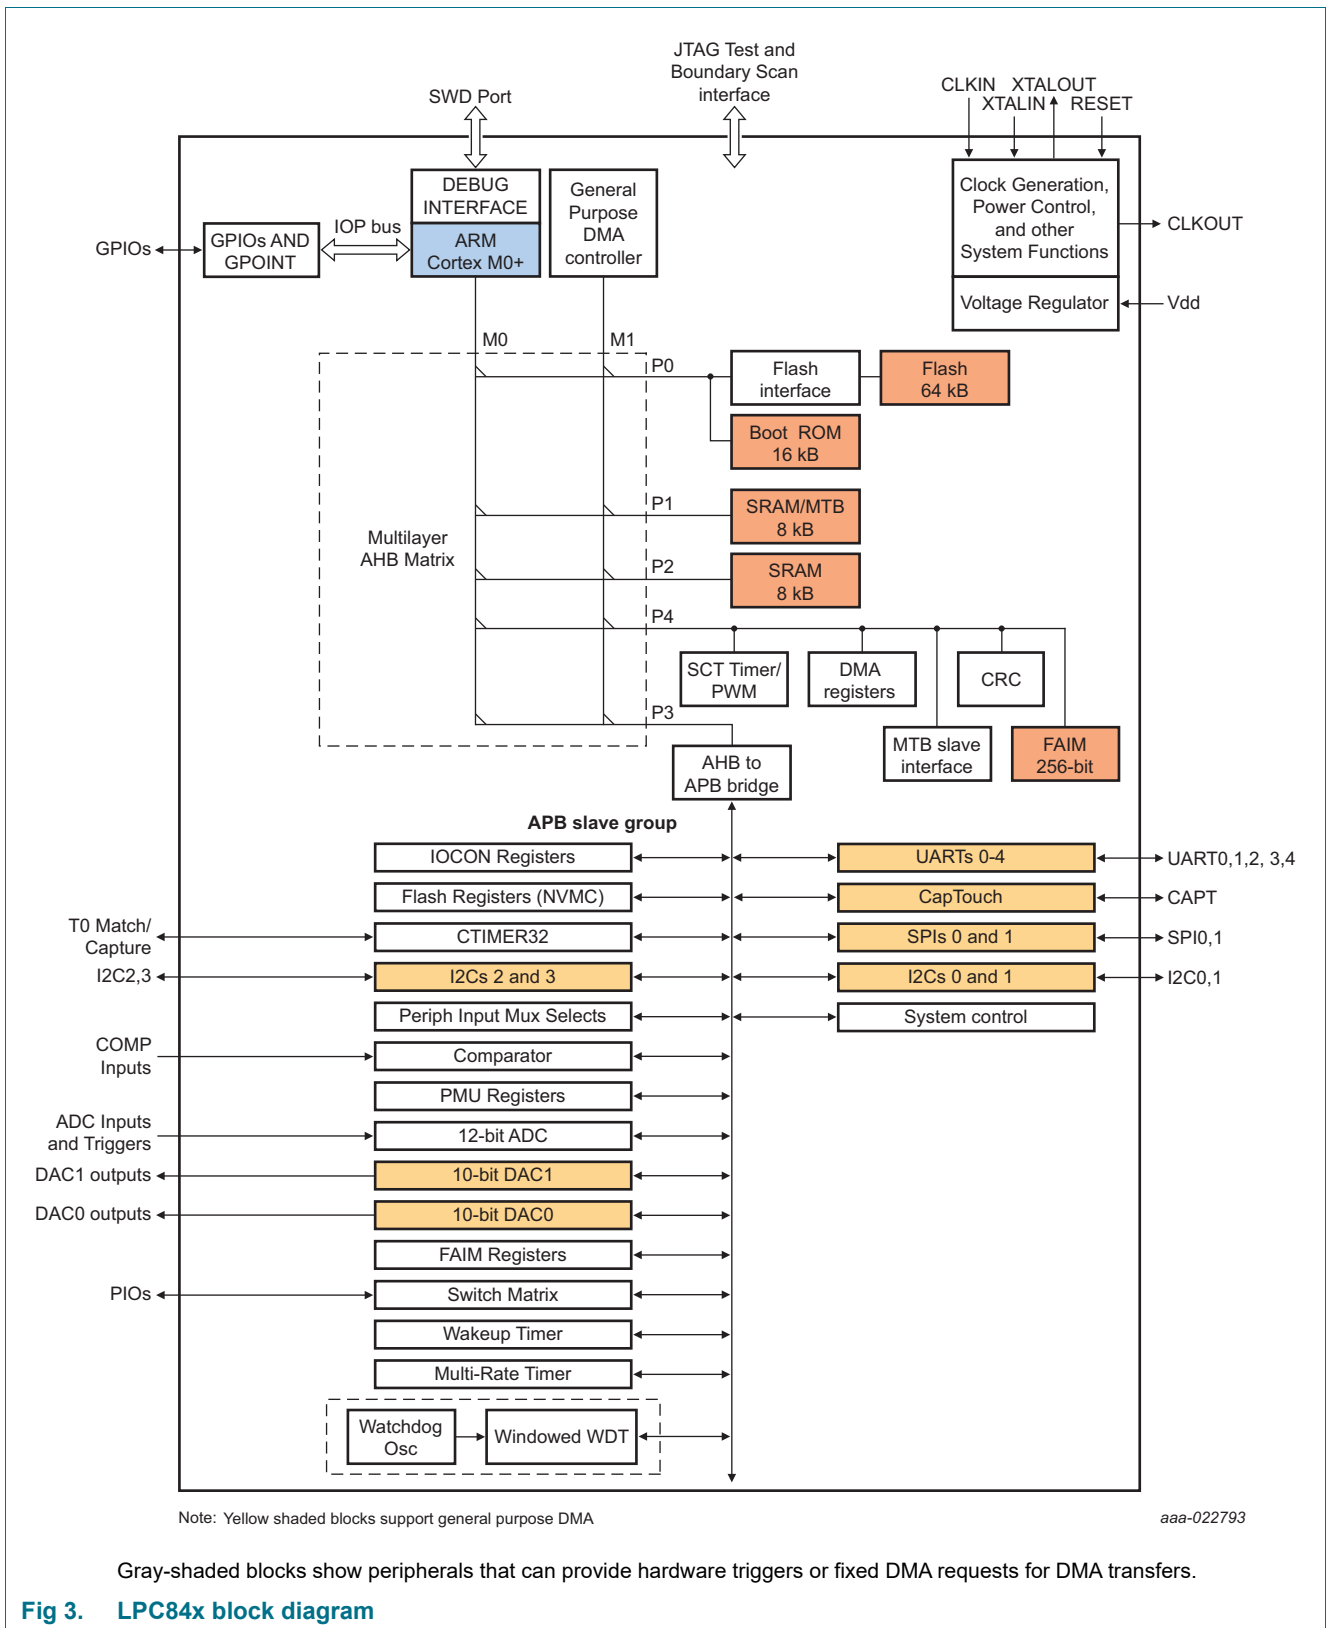 JTAG Test and
Boundary Scan
interface
SWD Port
CLKIN XTALOUT
XTALIN RESET
DEBUG
INTERFACE
General
Purpose
DMA
controller
Clock Generation,
Power Control,
and other
System Functions
CLKOUT
GPIOs
GPIOs AND
GPOINT
IOP bus
ARM
Cortex M0+
Voltage Regulator
Vdd
M0
M1
P0
Flash
interface
Flash
64 kB
Boot ROM
16 kB
P1
SRAM/MTB
8 kB
Multilayer
AHB Matrix
P2
SRAM
8 kB
P4
SCT Timer/
PWM
DMA
registers
CRC
P3
MTB slave
interface
FAIM
256-bit
AHB to
APB bridge
APB slave group
IOCON Registers
UARTs 0-4
UART0,1,2, 3,4
Flash Registers (NVMC)
CapTouch
CAPT
T0 Match/
Capture
CTIMER32
SPIs 0 and 1
SPI0,1
I2C2,3
I2Cs 2 and 3
I2Cs 0 and 1
I2C0,1
Periph Input Mux Selects
System control
COMP
Inputs
Comparator
PMU Registers
ADC Inputs
and Triggers
12-bit ADC
DAC1 outputs
10-bit DAC1
DAC0 outputs
10-bit DAC0
FAIM Registers
PIOs
Switch Matrix
Wakeup Timer
Multi-Rate Timer
Watchdog
Osc
Windowed WDT
Note: Yellow shaded blocks support general purpose DMA
aaa-022793
Gray-shaded blocks show peripherals that can provide hardware triggers or fixed DMA requests for DMA transfers.
Fig 3. LPC84x block diagram